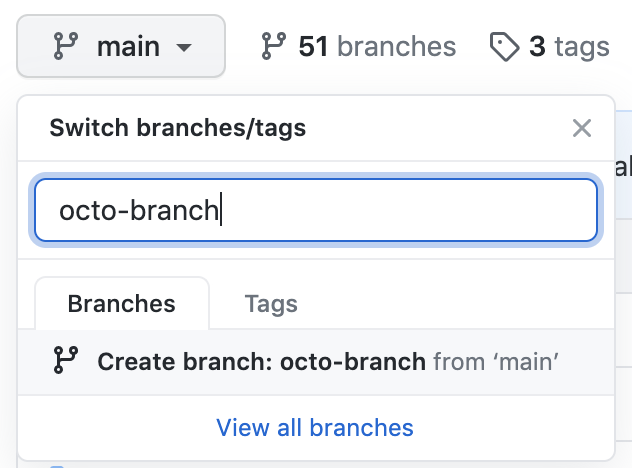 main 51 branches 3 tags
Switch branches/tags
octo-branch
Branches Tags
Create branch: octo-branch from ‘main’
View all branches